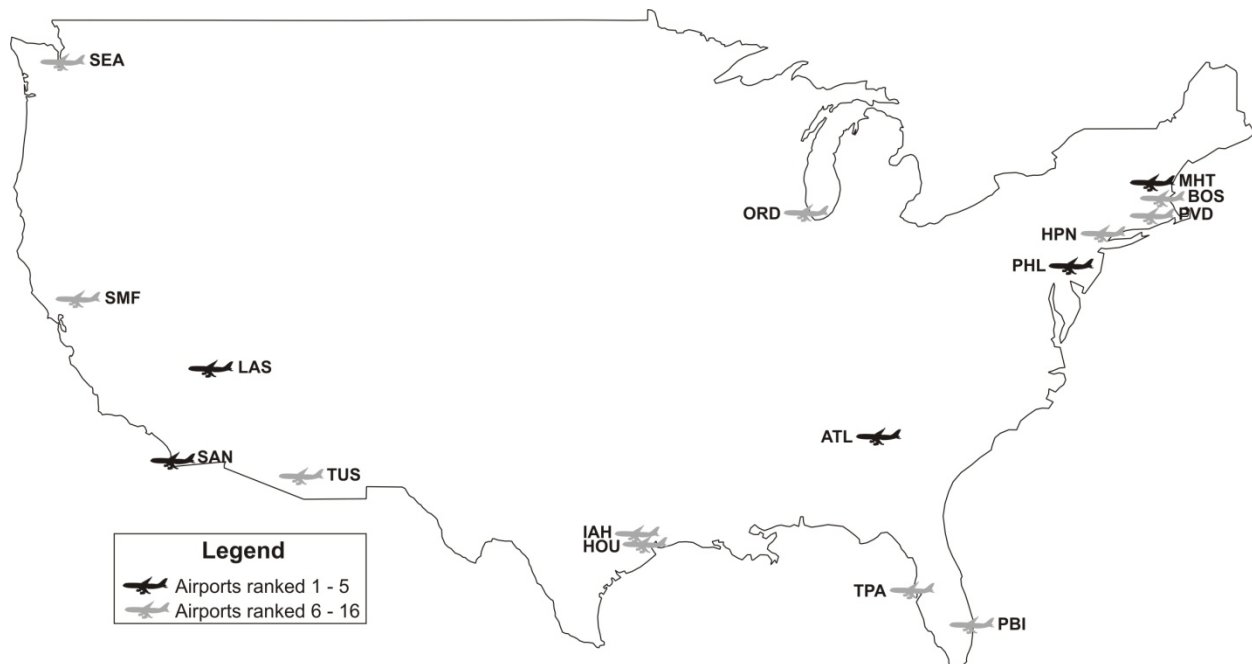 SEA
MHT
BOS
PVD
ORD
HPN
PHL
SMF
LAS
ATL
SAN
TUS
IAH
HOU
TPA
PBI
Legend
Airports ranked 1 - 5
Airports ranked 6 - 16